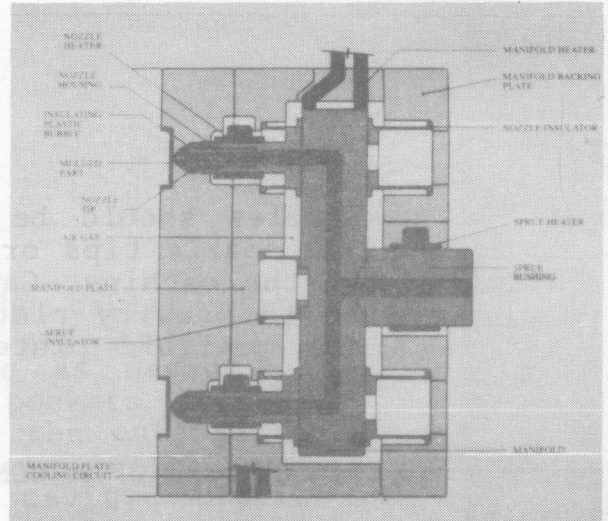 NOZZLE
HEATER
NOZZLE
HOUSING
INSULATING
PLASTIC
BUBBLE
MOLDED
PART
NOZZLE
TIP
AIR GAP
MANIFOLD PLATE
SPRUE
INSULATOR
MANIFOLD PLATE
COOLING CIRCUIT
MANIFOLD HEATER
MANIFOLD BACKING
PLATE
NOZZLE INSULATOR
SPRUE HEATER
SPRUE
BUSHING
MANIFOLD